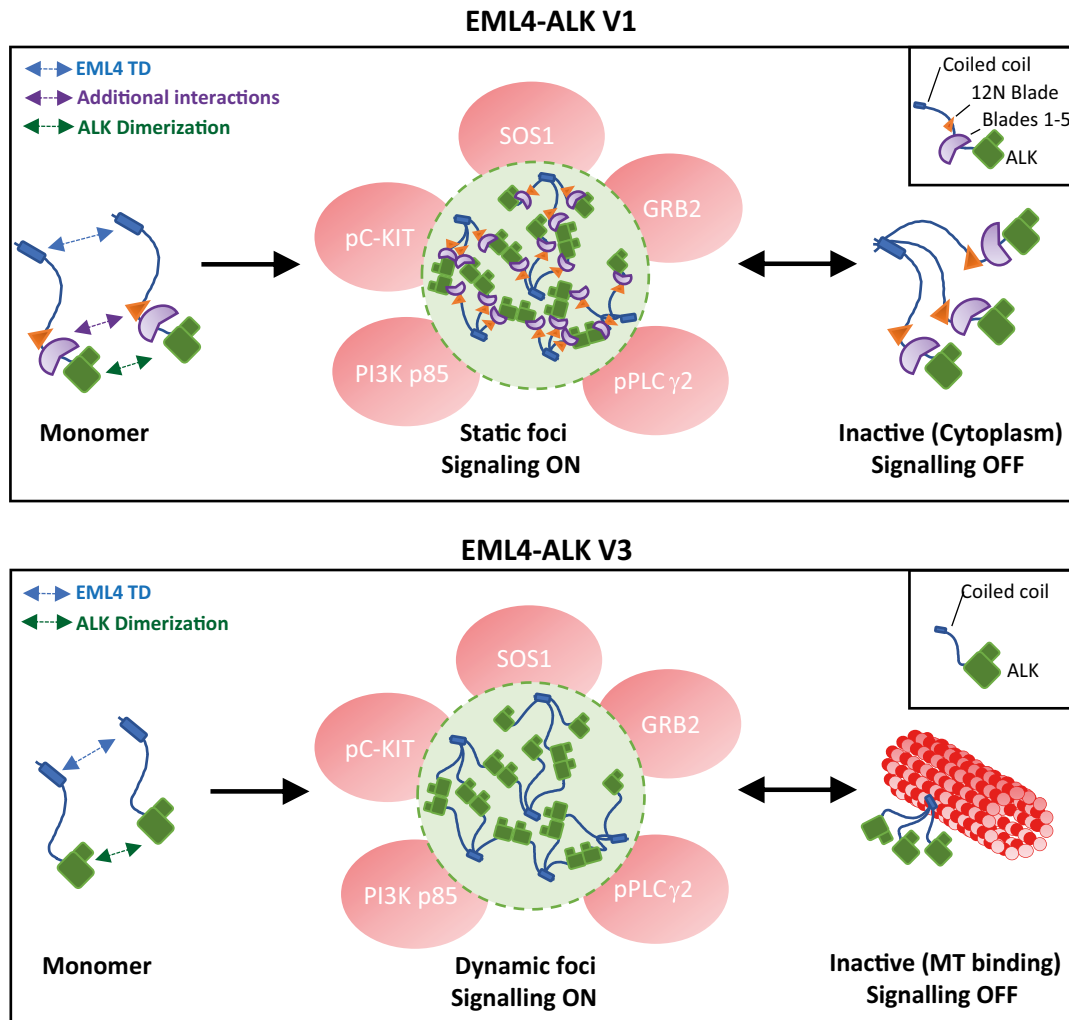 EML4-ALK V1
EML4 TD
Additional interactions
ALK Dimerization
Coiled coil
12N Blade
Blades 1-5
ALK
SOS1
pC-KIT
GRB2
PI3K p85
pPLCγ2
Monomer
Static foci
Signaling ON
Inactive (Cytoplasm)
Signalling OFF
EML4-ALK V3
EML4 TD
ALK Dimerization
Coiled coil
ALK
SOS1
pC-KIT
GRB2
PI3K p85
pPLCγ2
Monomer
Dynamic foci
Signalling ON
Inactive (MT binding)
Signalling OFF